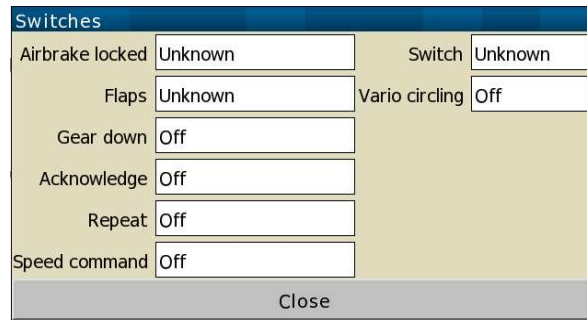 Switches
Airbrake locked Unknown Switch Unknown
Flaps Unknown Vario circling Off
Gear down Off
Acknowledge Off
Repeat Off
Speed command Off
Close